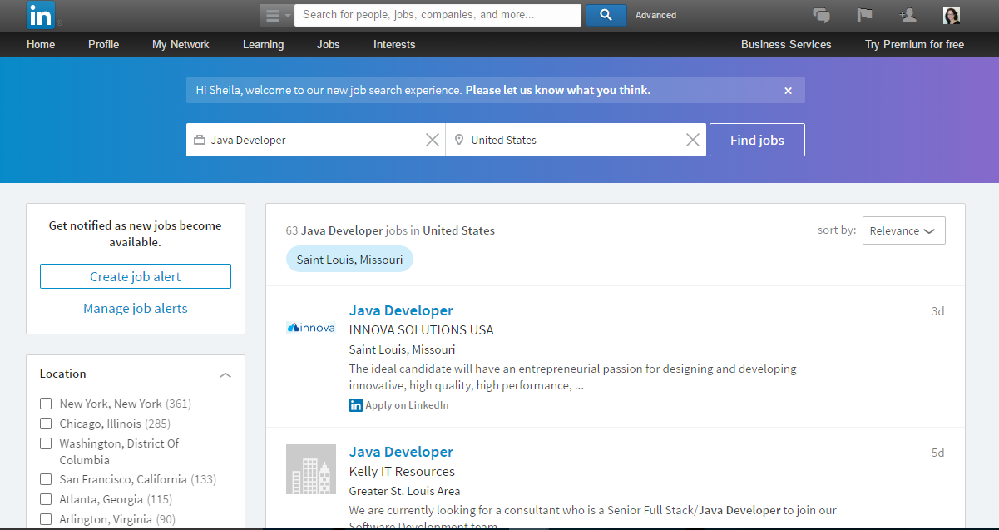 in
Search for people, jobs, companies, and more...
Advanced
Home Profile My Network Learning Jobs Interests Business Services Try Premium for free
Hi Sheila, welcome to our new job search experience. Please let us know what you think.
Java Developer United States Find jobs
Get notified as new jobs become
available.
Create job alert
Manage job alerts
Location
New York, New York (361)
Chicago, Illinois (285)
Washington, District Of
Columbia
San Francisco, California (133)
Atlanta, Georgia (115)
Arlington, Virginia (90)
63 Java Developer jobs in United States
sort by: Relevance
Saint Louis, Missouri
innova
Java Developer
3d
INNOVA SOLUTIONS USA
Saint Louis, Missouri
The ideal candidate will have an entrepreneurial passion for designing and developing
innovative, high quality, high performance, ...
in Apply on LinkedIn
Java Developer
5d
Kelly IT Resources
Greater St. Louis Area
We are currently looking for a consultant who is a Senior Full Stack/Java Developer to join our
Software Development team